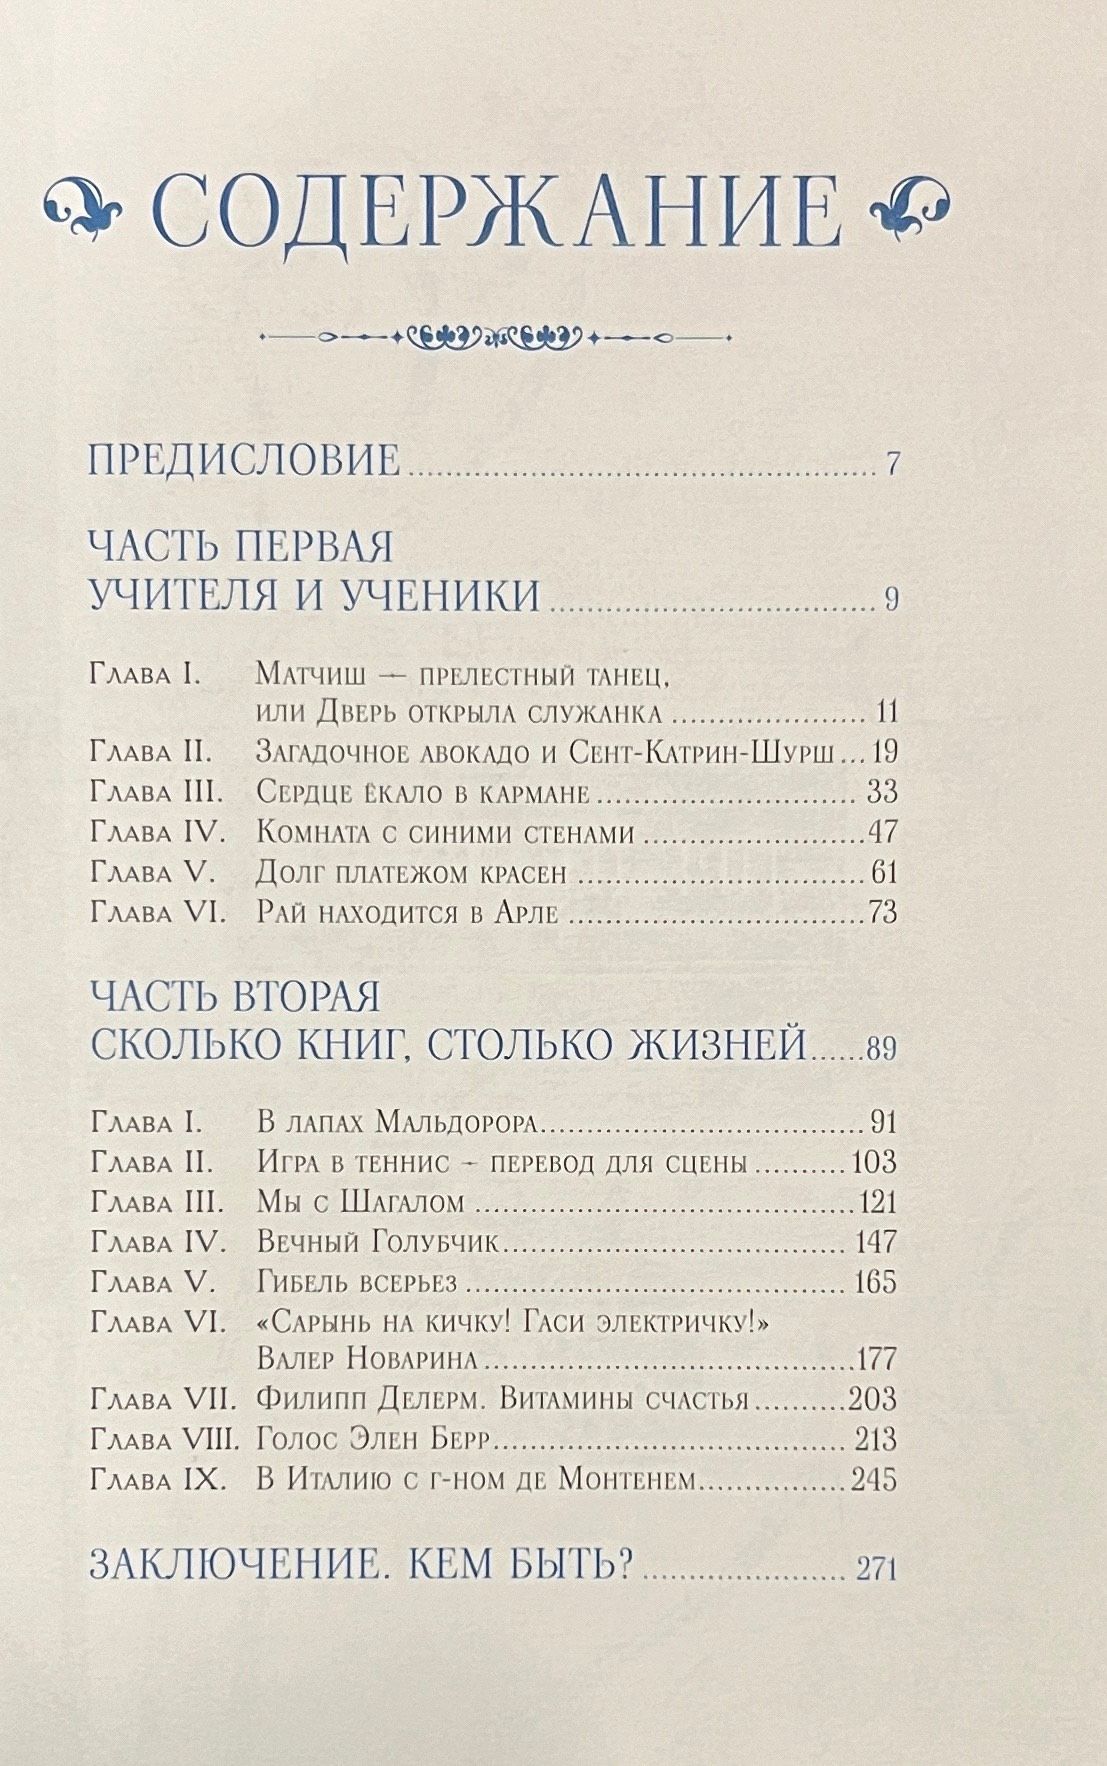 СОДЕРЖАНИЕ
ПРЕДИСЛОВИЕ.......... 7
ЧАСТЬ ПЕРВАЯ
УЧИТЕЛЯ И УЧЕНИКИ.......... 9
Глава I. Матчиш — прелестный танец,
или Дверь открыла служанка.......... 11
Глава II. Загадочное авокадо и Сент-Катрин-Шурш...19
Глава III. Сердце ёкало в кармане.......... 33
Глава IV. Комната с синими стенами..........47
Глава V. Долг платежом красен..........61
Глава VI. Рай находится в Арле..........73
ЧАСТЬ ВТОРАЯ
СКОЛЬКО КНИГ, СТОЛЬКО ЖИЗНЕЙ......89
Глава I. В лапах Мальдорора..........91
Глава II. Игра в теннис – перевод для сцены..........103
Глава III. Мы с Шагалом..........121
Глава IV. Вечный Голубчик.......... 147
Глава V. Гибель всерьез.......... 165
Глава VI. «Сарынь на кичку! Гаси электричку!»
Валер Новарина..........177
Глава VII. Филипп Делерм. Витамины счастья..........203
Глава VIII. Голос Элен Берр.......... 213
Глава IX. В Италию с г-ном де Монтенем..........245
ЗАКЛЮЧЕНИЕ. КЕМ БЫТЬ?.......... 271